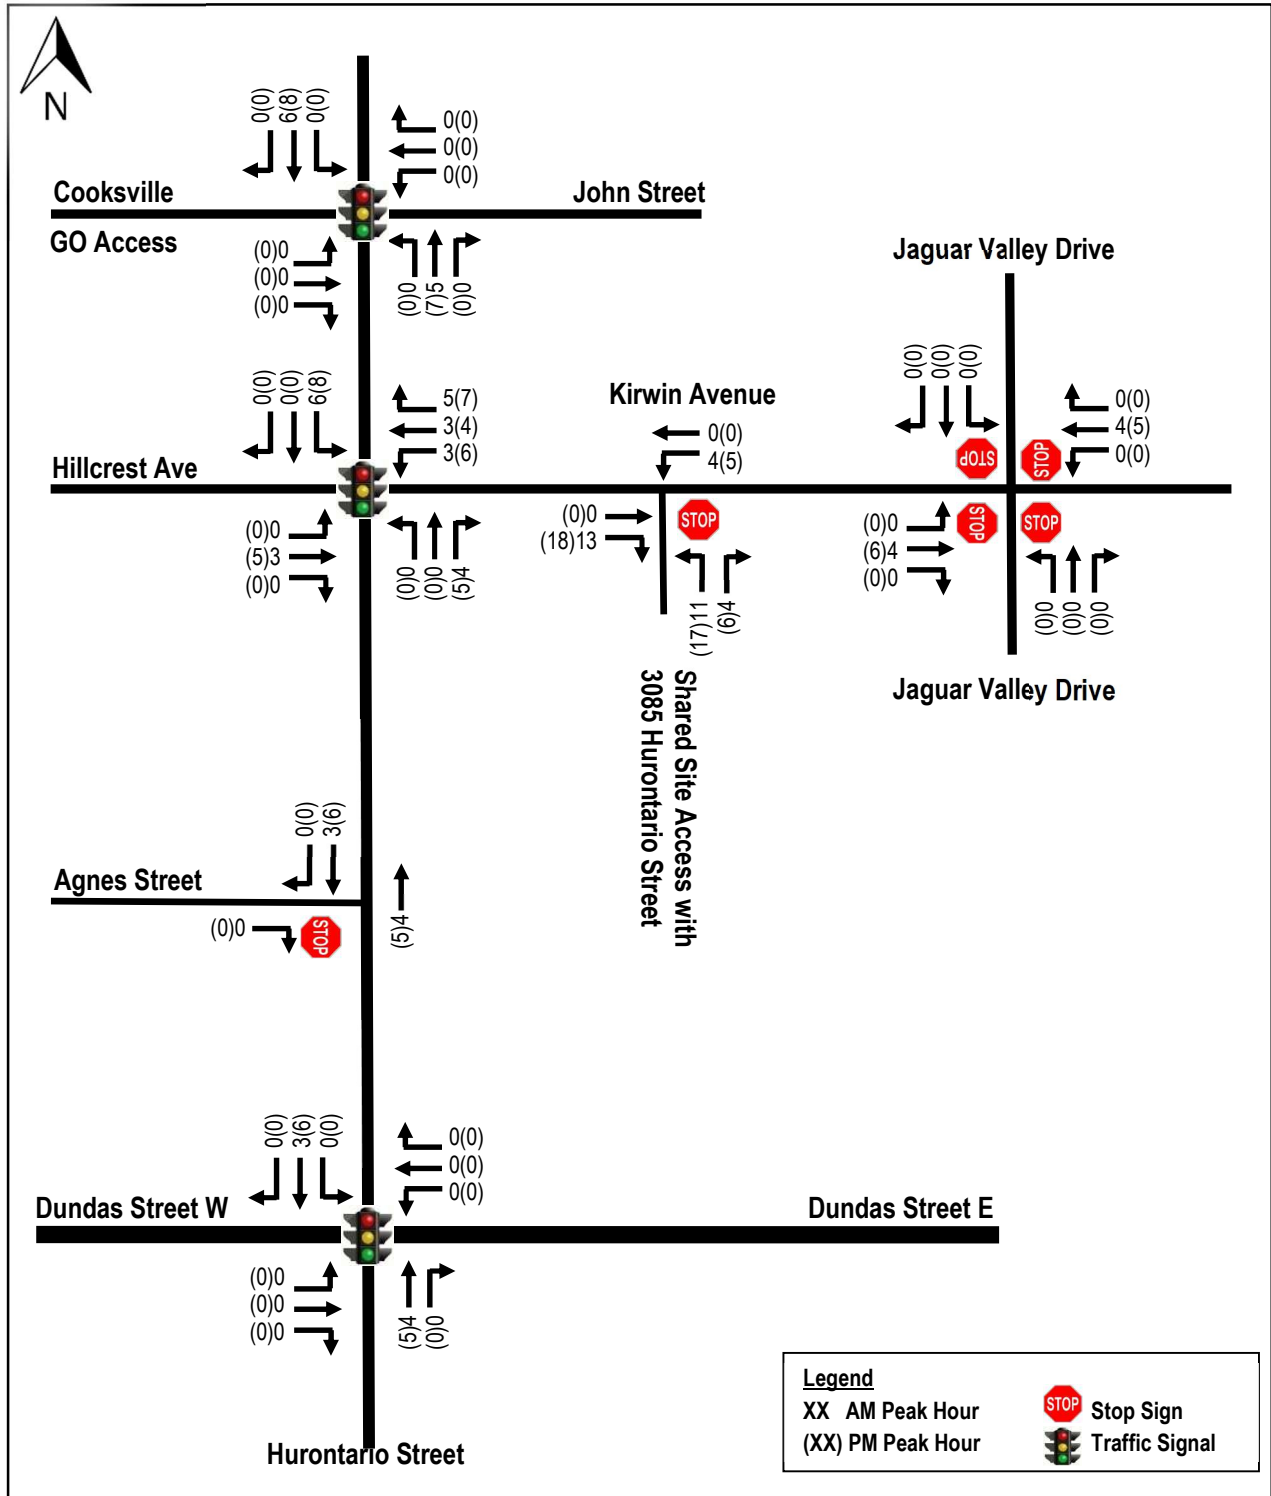 N
0(0)
6(8)
0(0)
0(0)
0(0)
0(0)
Cooksville
John Street
GO Access
(0)0
(0)0
(0)0
(0)0
(7)5
(0)0
Jaguar Valley Drive
0(0)
0(0)
6(8)
5(7)
3(4)
3(6)
Kirwin Avenue
0(0)
4(5)
0(0)
0(0)
0(0)
0(0)
4(5)
0(0)
Hillcrest Ave
STOP
STOP
(0)0
(5)3
(0)0
(0)0
(0)0
(5)4
(0)0
(18)13
STOP
(17)11
(6)4
(0)0
(6)4
(0)0
STOP
STOP
(0)0
(0)0
(0)0
Shared Site Access with
3085 Hurontario Street
Jaguar Valley Drive
0(0)
3(6)
Agnes Street
(0)0
STOP
(5)4
0(0)
3(6)
0(0)
0(0)
0(0)
0(0)
Dundas Street W
Dundas Street E
(0)0
(0)0
(0)0
(5)4
(0)0
Hurontario Street
Legend
XX AM Peak Hour
STOP Stop Sign
(XX) PM Peak Hour
Traffic Signal